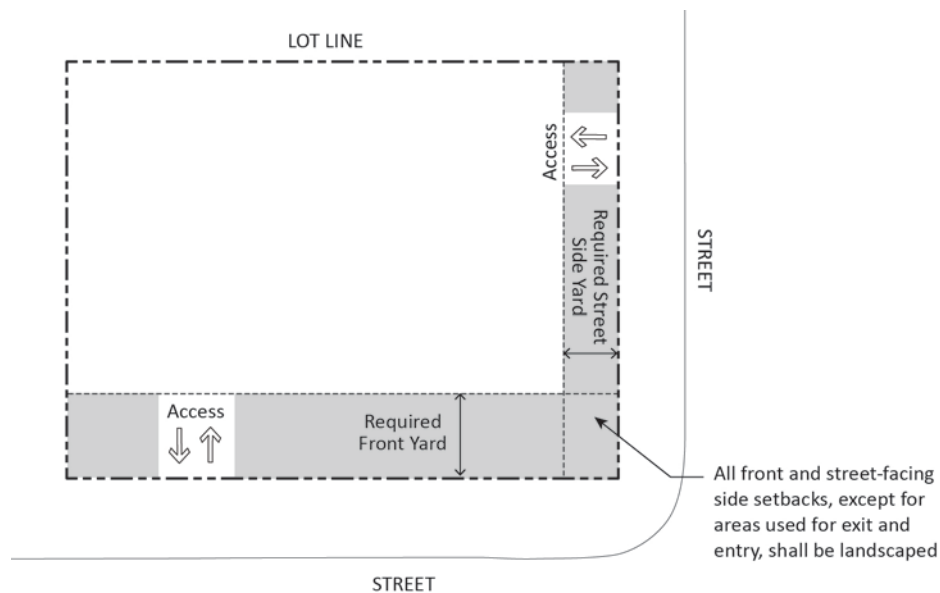 LOT LINE
Access
Required Street
Side Yard
STREET
Access
Required
Front Yard
All front and street-facing
side setbacks, except for
areas used for exit and
entry, shall be landscaped
STREET